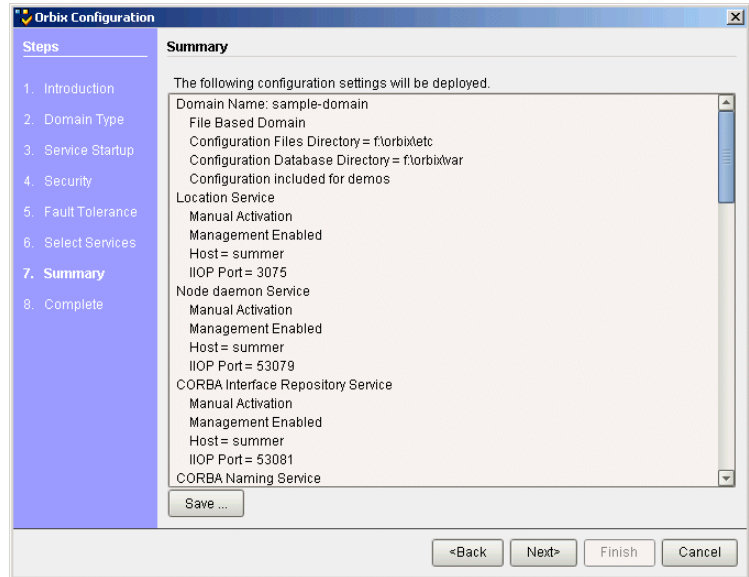 Orbix Configuration
Steps
1. Introduction
2. Domain Type
3. Service Startup
4. Security
5. Fault Tolerance
6. Select Services
7. Summary
8. Complete
Summary
The following configuration settings will be deployed.
Domain Name: sample-domain
File Based Domain
Configuration Files Directory = f:\orbix\etc
Configuration Database Directory = f:\orbix\var
Configuration included for demos
Location Service
Manual Activation
Management Enabled
Host = summer
IIOP Port = 3075
Node daemon Service
Manual Activation
Management Enabled
Host = summer
IIOP Port = 53079
CORBA Interface Repository Service
Manual Activation
Management Enabled
Host = summer
IIOP Port = 53081
CORBA Naming Service
Save ...
<Back
Next>
Finish
Cancel